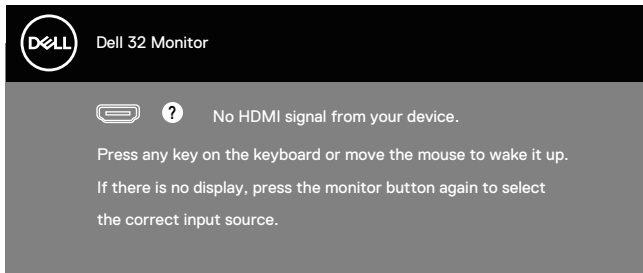 DELL
Dell 32 Monitor
? No HDMI signal from your device.
Press any key on the keyboard or move the mouse to wake it up.
If there is no display, press the monitor button again to select
the correct input source.